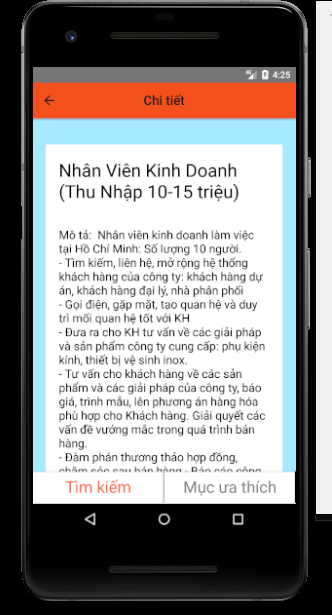 4:25
Chi tiết
Nhân Viên Kinh Doanh
(Thu Nhập 10-15 triệu)
Mô tả: Nhân viên kinh doanh làm việc
tại Hồ Chí Minh: Số lượng 10 người.
- Tìm kiếm, liên hệ, mở rộng hệ thống
khách hàng của công ty: khách hàng dự
án, khách hàng đại lý, nhà phân phối
- Gọi điện, gặp mặt, tạo quan hệ và duy
trì mối quan hệ tốt với KH
- Đưa ra cho KH tư vấn về các giải pháp
và sản phẩm công ty cung cấp: phụ kiện
kính, thiết bị vệ sinh inox.
- Tư vấn cho khách hàng về các sản
phẩm và các giải pháp của công ty, báo
giá, trình mẫu, lên phương án hàng hóa
phù hợp cho Khách hàng. Giải quyết các
vấn đề vướng mắc trong quá trình bán
hàng.
- Đàm phán thương thảo hợp đồng,
chăm sóc sau bán hàng - Báo cáo công
Tìm kiếm
Mục ưa thích